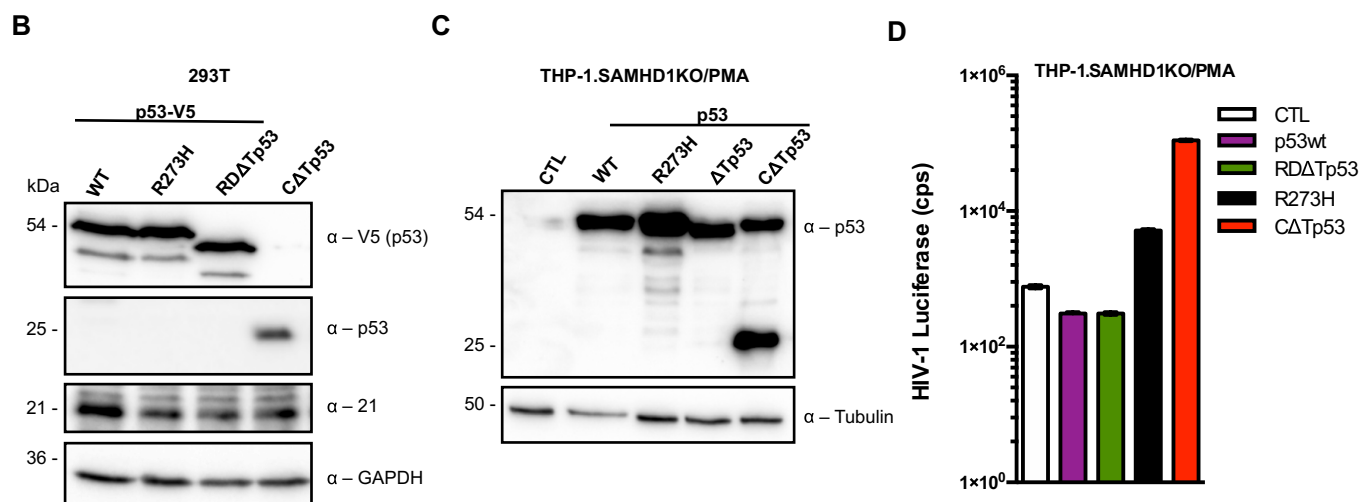 B
293T
p53-V5
WT
R273H
RDΔTp53
CΔTp53
kDa
54 -
α – V5 (p53)
25 -
α – p53
21 -
α – 21
36 -
α – GAPDH
C
THP-1.SAMHD1KO/PMA
p53
CTL
WT
R273H
ΔTp53
CΔTp53
54 -
α – p53
25 -
50 -
α – Tubulin
D
THP-1.SAMHD1KO/PMA
HIV-1 Luciferase (cps)
1×10⁶
1×10⁴
1×10²
1×10⁰
CTL
p53wt
RDΔTp53
R273H
CΔTp53